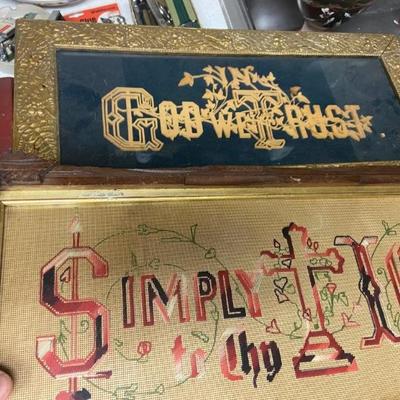 IN
GOD WE TRUST
SIMPLY I
to thy